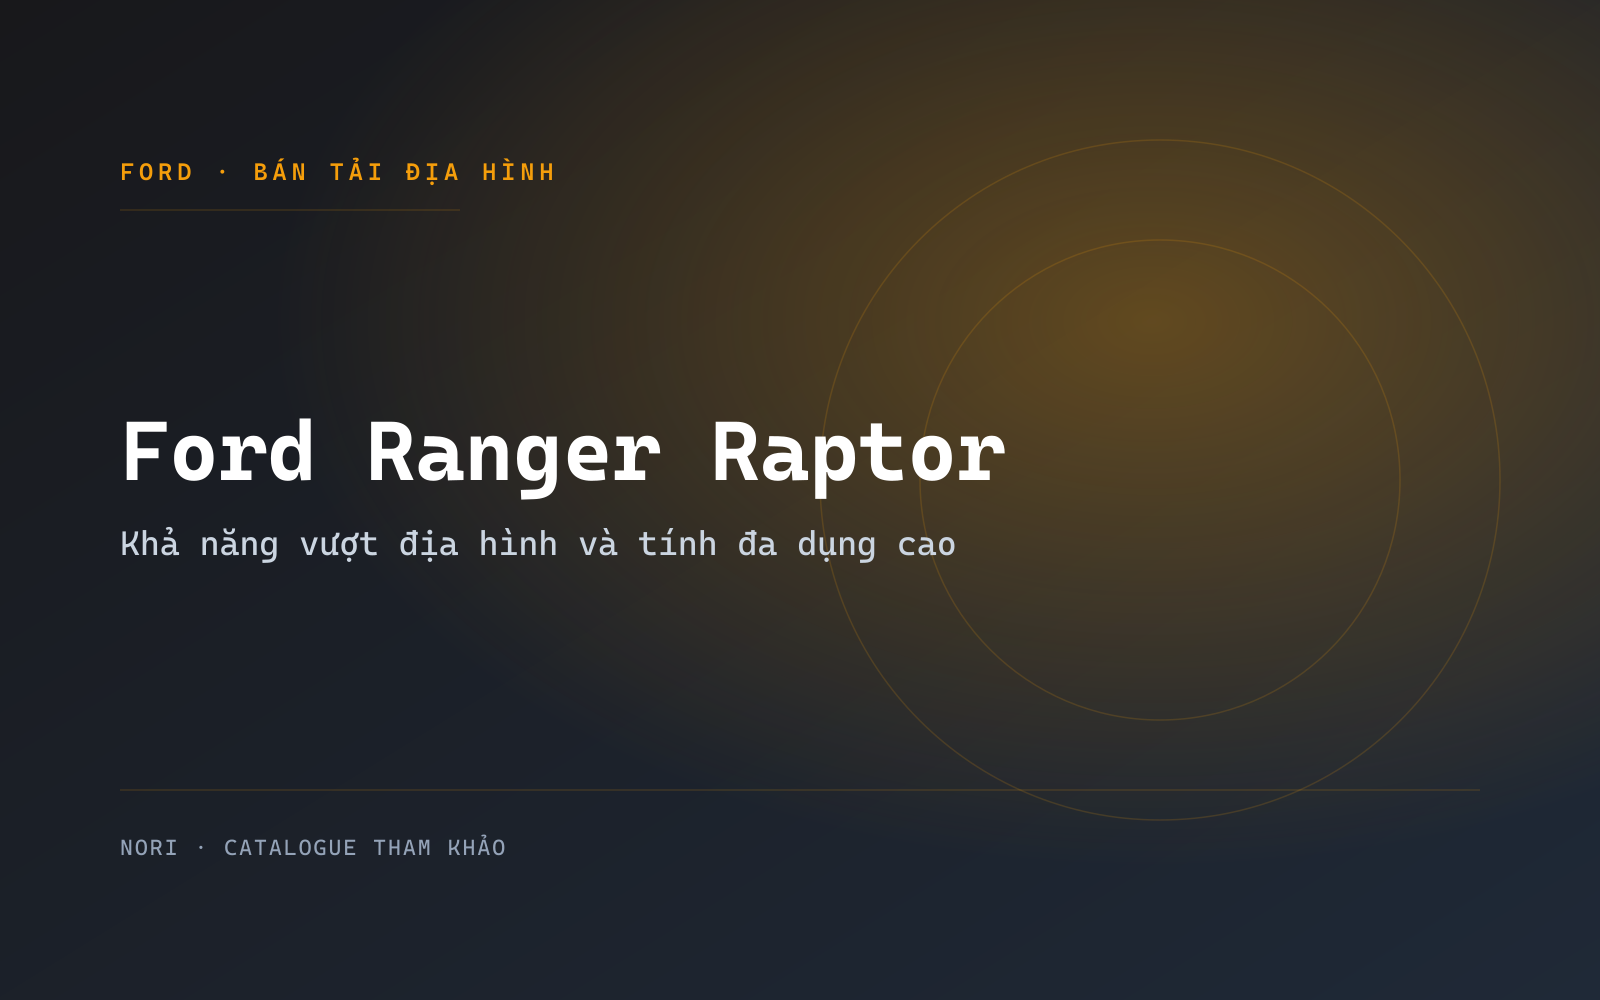 FORD · BÁN TẢI ĐỊA HÌNH
Ford Ranger Raptor
Khả năng vượt địa hình và tính đa dụng cao
NORI · CATALOGUE THAM KHẢO